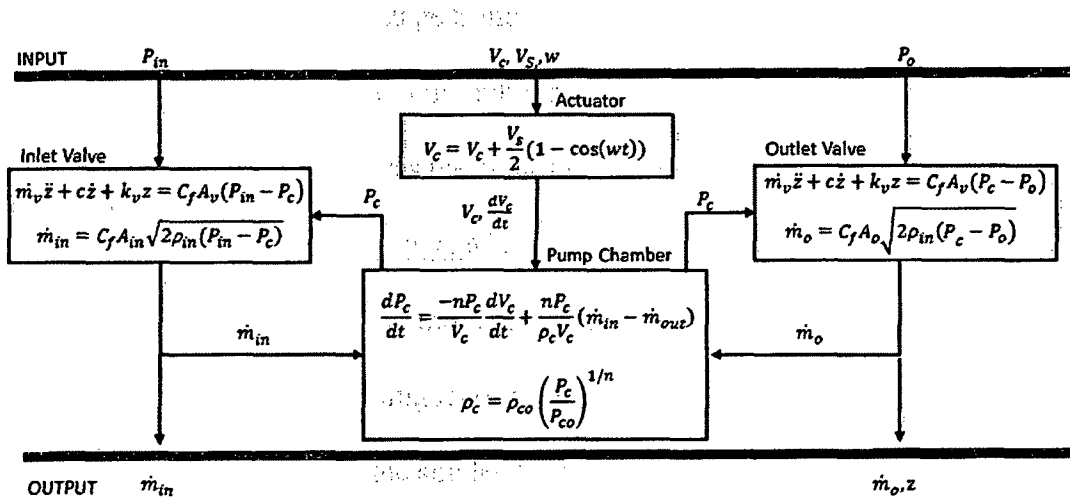 INPUT
P_in
V_c, V_S, w
P_o
Actuator
V_c = V_c + V_s/2 (1 − cos(wt))
Inlet Valve
ṁ_v z̈ + cż + k_v z = C_f A_v (P_in − P_c)
ṁ_in = C_f A_in √(2ρ_in (P_in − P_c))
Outlet Valve
ṁ_v z̈ + cż + k_v z = C_f A_v (P_c − P_o)
ṁ_o = C_f A_o √(2ρ_in (P_c − P_o))
P_c
V_c, dV_c/dt
P_c
Pump Chamber
dP_c/dt = −nP_c/V_c dV_c/dt + nP_c/ρ_c V_c (ṁ_in − ṁ_out)
ρ_c = ρ_co (P_c/P_co)^1/n
ṁ_in
ṁ_o
OUTPUT
ṁ_in
ṁ_o, z